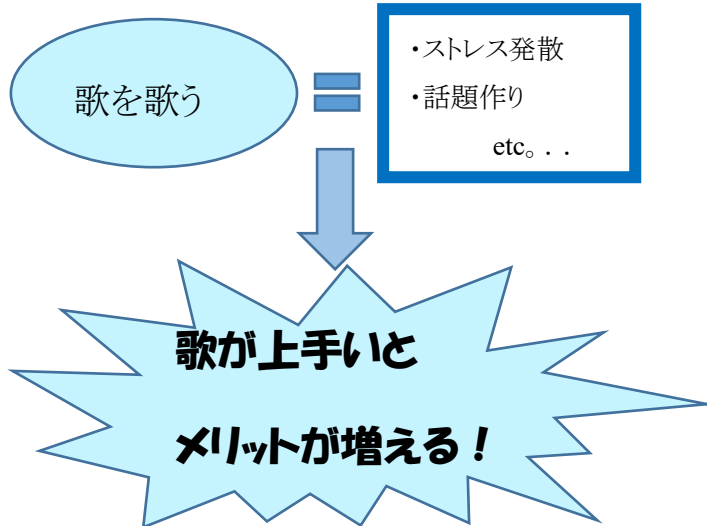 歌を歌う
・ストレス発散
・話題作り
etc。. .
歌が上手いと
メリットが増える！